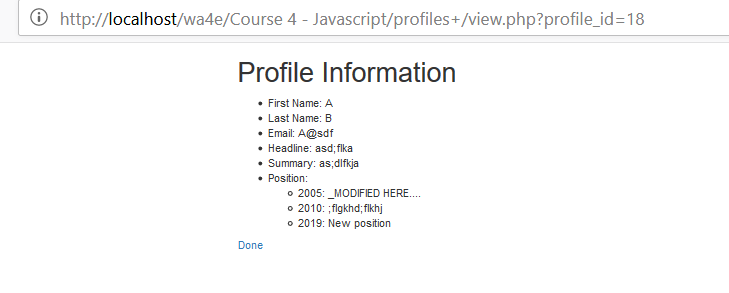 http://localhost/wa4e/Course 4 - Javascript/profiles+/view.php?profile_id=18
Profile Information
First Name: A
Last Name: B
Email: A@sdf
Headline: asd;flka
Summary: as;dlfkja
Position:
2005: _MODIFIED HERE....
2010: ;flgkhd;flkhj
2019: New position
Done